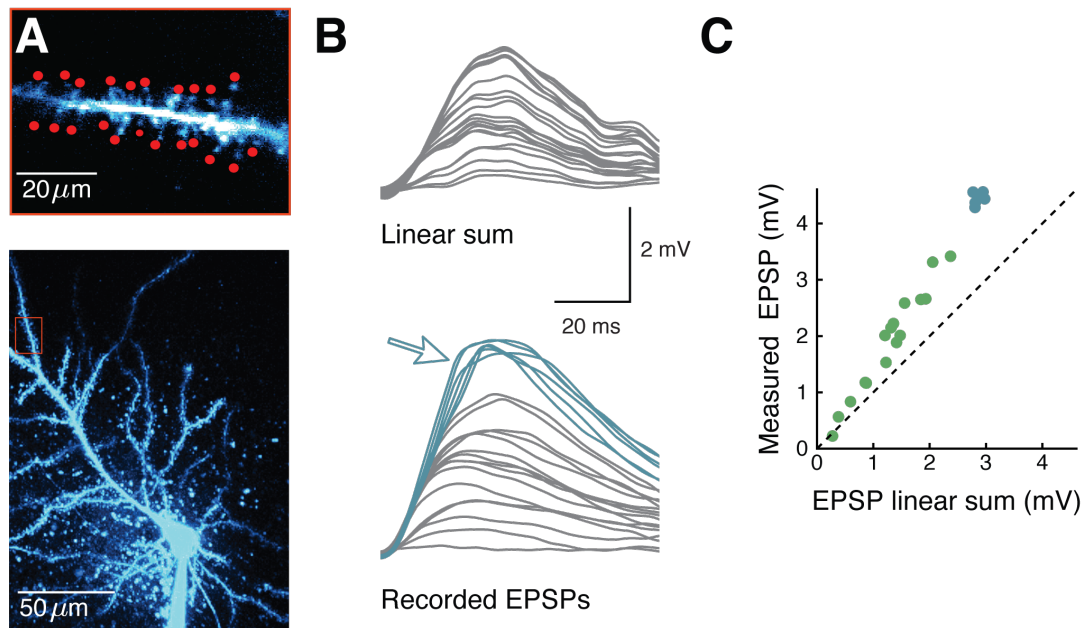 A
20 μm
50 μm
B
Linear sum
2 mV
20 ms
Recorded EPSPs
C
Measured EPSP (mV)
4
3
2
1
0
0 1 2 3 4
EPSP linear sum (mV)